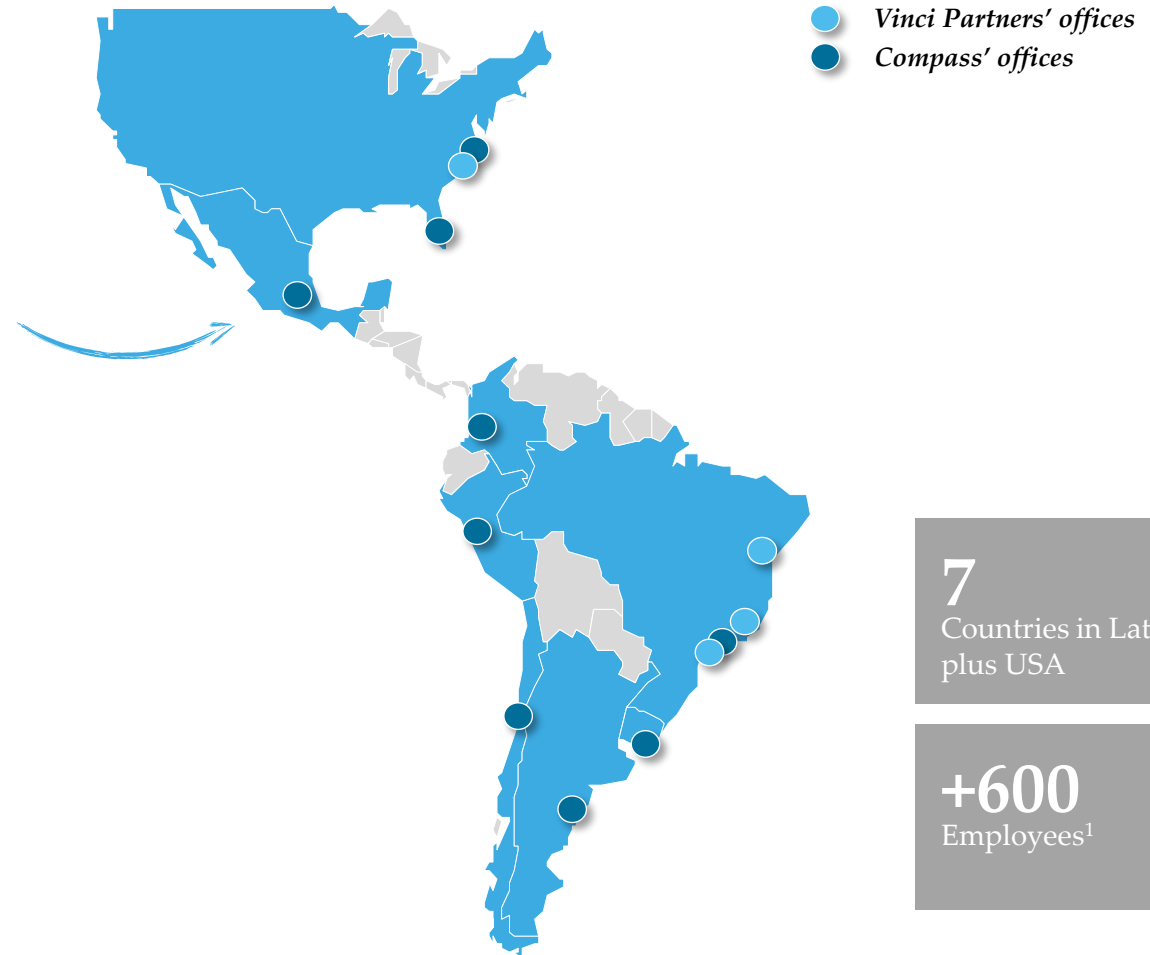 Vinci Partners’ offices
Compass’ offices
7
Countries in Lat
plus USA
+600
Employees¹